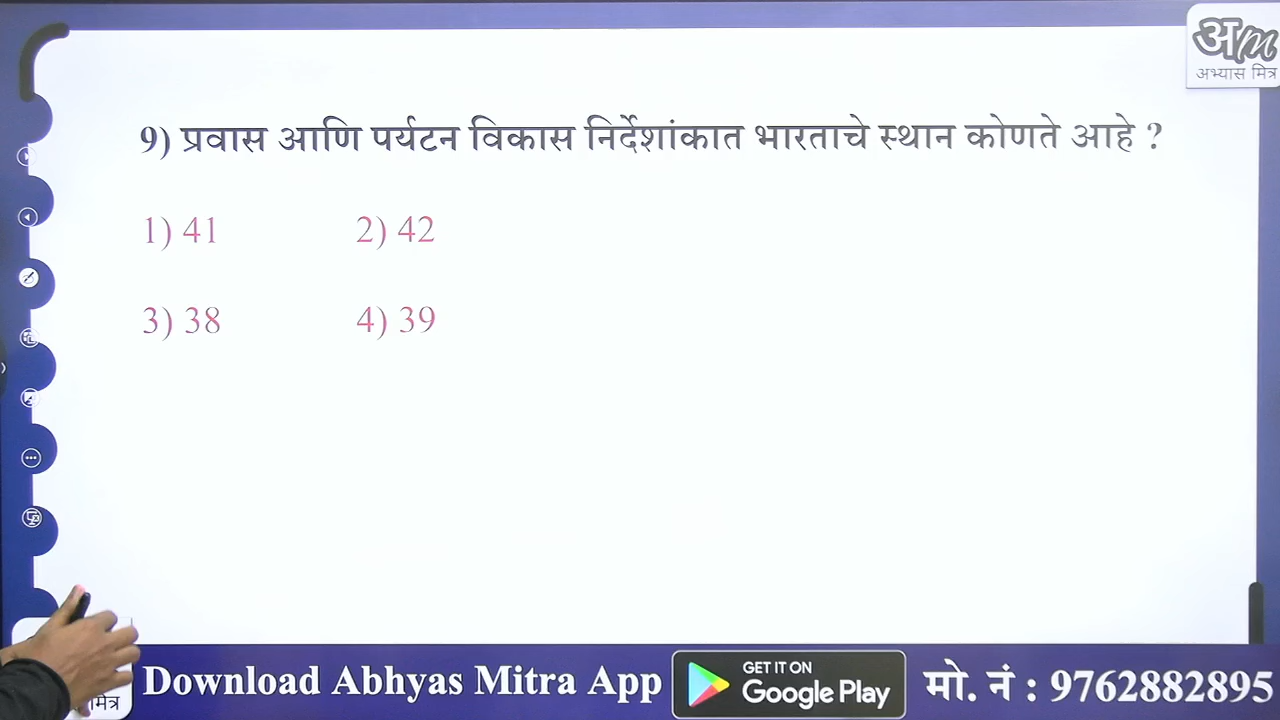 अm
अभ्यास मित्र
9) प्रवास आणि पर्यटन विकास निर्देशांकात भारताचे स्थान कोणते आहे ?
1) 41 2) 42
3) 38 4) 39
मित्र
Download Abhyas Mitra App
GET IT ON
Google Play
मो. नं : 9762882895